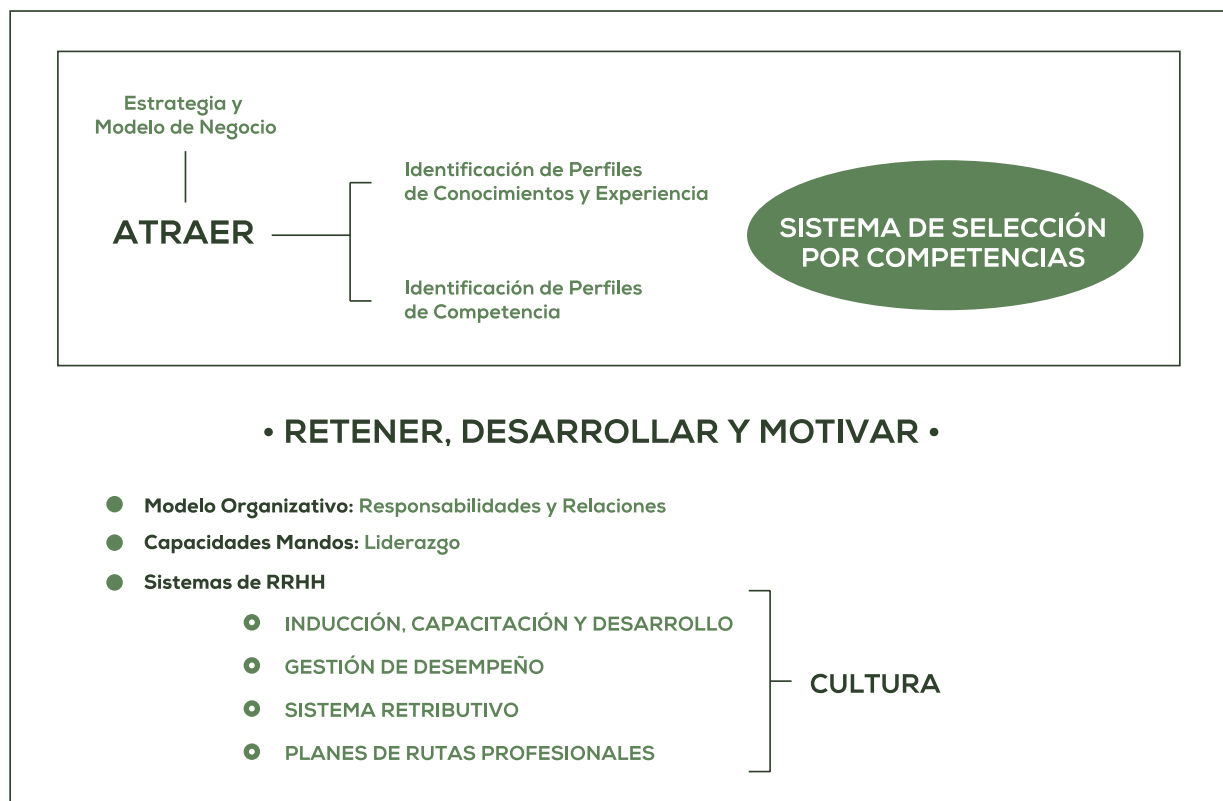 Estrategia y
Modelo de Negocio
ATRAER
Identificación de Perfiles
de Conocimientos y Experiencia
Identificación de Perfiles
de Competencia
SISTEMA DE SELECCIÓN
POR COMPETENCIAS
• RETENER, DESARROLLAR Y MOTIVAR •
Modelo Organizativo: Responsabilidades y Relaciones
Capacidades Mandos: Liderazgo
Sistemas de RRHH
INDUCCIÓN, CAPACITACIÓN Y DESARROLLO
GESTIÓN DE DESEMPEÑO
SISTEMA RETRIBUTIVO
PLANES DE RUTAS PROFESIONALES
CULTURA